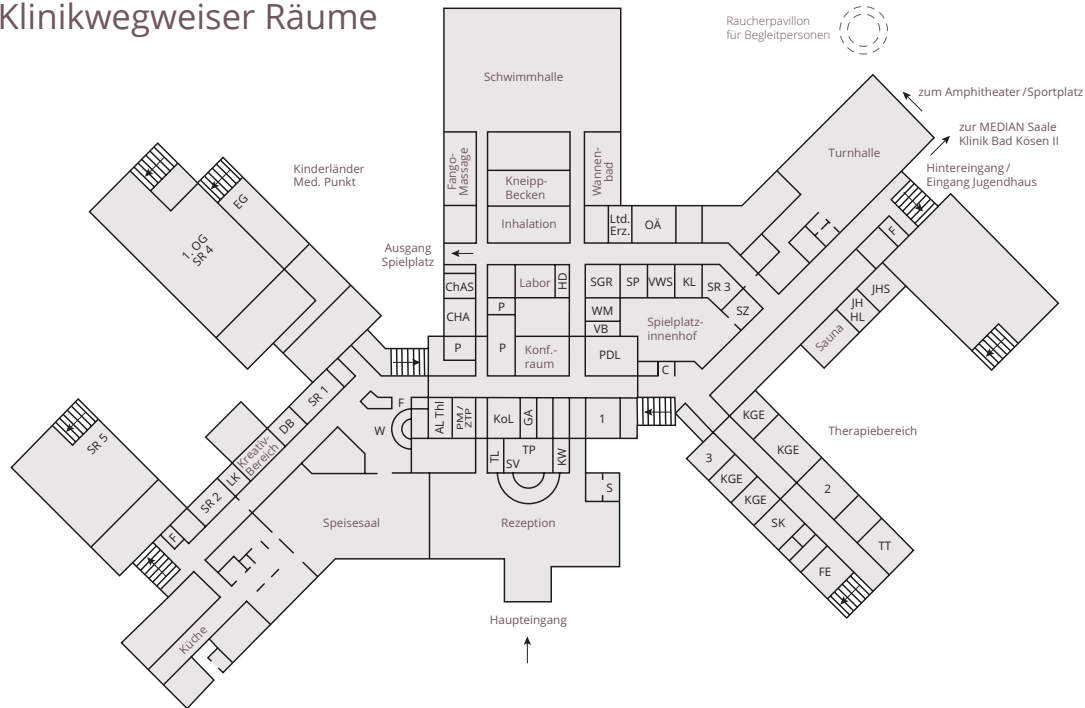 Klinikwegweiser Räume
Raucherpavillon
für Begleitpersonen
Schwimmhalle
zum Amphitheater/Sportplatz
zur MEDIAN Saale
Klinik Bad Kösen II
Turnhalle
Hintereingang /
Eingang Jugendhaus
Kinderländer
Med. Punkt
Fango-
Massage
Kneipp-
Becken
Wannen-
bad
EG
1. OG
SR 4
Inhalation
Ltd.
Erz.
OÄ
F
Ausgang
Spielplatz
ChAS
Labor
HD
SGR
SP
VWS
KL
SR 3
SZ
JHS
JH
HL
Sauna
CHA
P
WM
VB
Spielplatz-
innenhof
P
P
Konf.-
raum
PDL
C
SR 1
F
W
AL Thl
PM /
ZTP
KoL
GA
1
KGE
KGE
Therapiebereich
DB
Kreativ-
Bereich
LK
SR 2
F
SR 5
TL
SV
TP
KW
S
3
KGE
KGE
2
SK
TT
FE
Speisesaal
Rezeption
Küche
Haupteingang